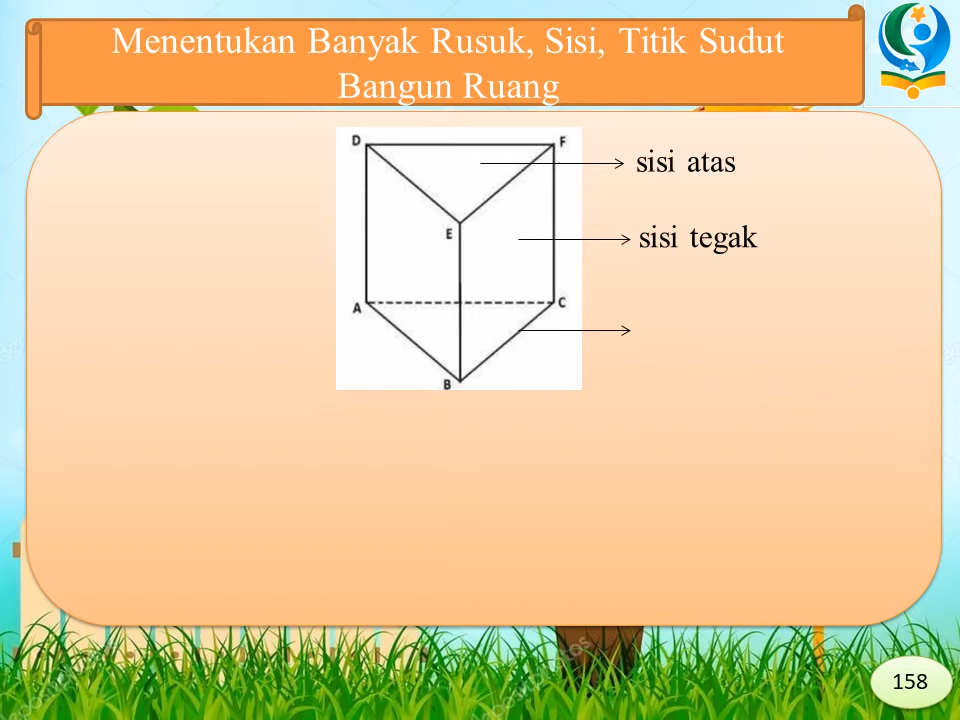 Menentukan Banyak Rusuk, Sisi, Titik Sudut
Bangun Ruang
D
F
sisi atas
E
sisi tegak
A
C
B
158